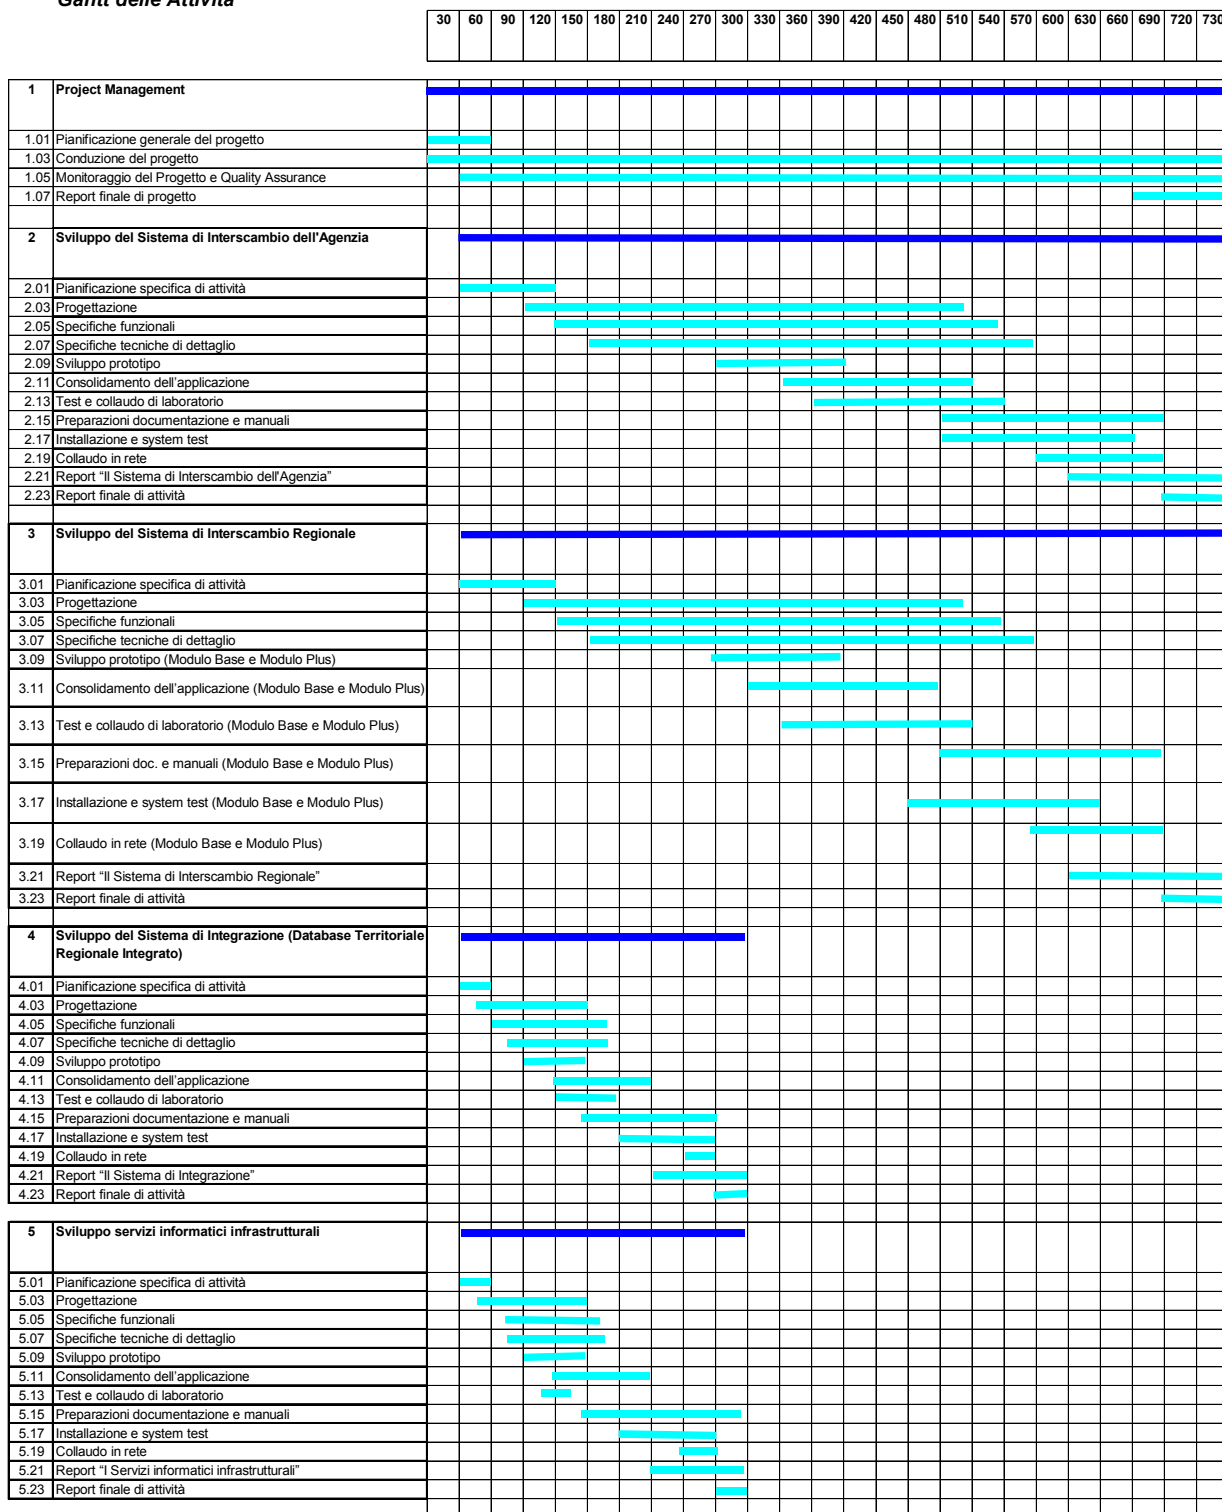 Gantt delle Attività
30 60 90 120 150 180 210 240 270 300 330 360 390 420 450 480 510 540 570 600 630 660 690 720 730
1 Project Management
1.01 Pianificazione generale del progetto
1.03 Conduzione del progetto
1.05 Monitoraggio del Progetto e Quality Assurance
1.07 Report finale di progetto
2 Sviluppo del Sistema di Interscambio dell'Agenzia
2.01 Pianificazione specifica di attività
2.03 Progettazione
2.05 Specifiche funzionali
2.07 Specifiche tecniche di dettaglio
2.09 Sviluppo prototipo
2.11 Consolidamento dell'applicazione
2.13 Test e collaudo di laboratorio
2.15 Preparazioni documentazione e manuali
2.17 Installazione e system test
2.19 Collaudo in rete
2.21 Report “Il Sistema di Interscambio dell'Agenzia”
2.23 Report finale di attività
3 Sviluppo del Sistema di Interscambio Regionale
3.01 Pianificazione specifica di attività
3.03 Progettazione
3.05 Specifiche funzionali
3.07 Specifiche tecniche di dettaglio
3.09 Sviluppo prototipo (Modulo Base e Modulo Plus)
3.11 Consolidamento dell'applicazione (Modulo Base e Modulo Plus)
3.13 Test e collaudo di laboratorio (Modulo Base e Modulo Plus)
3.15 Preparazioni doc. e manuali (Modulo Base e Modulo Plus)
3.17 Installazione e system test (Modulo Base e Modulo Plus)
3.19 Collaudo in rete (Modulo Base e Modulo Plus)
3.21 Report “Il Sistema di Interscambio Regionale”
3.23 Report finale di attività
4 Sviluppo del Sistema di Integrazione (Database Territoriale
Regionale Integrato)
4.01 Pianificazione specifica di attività
4.03 Progettazione
4.05 Specifiche funzionali
4.07 Specifiche tecniche di dettaglio
4.09 Sviluppo prototipo
4.11 Consolidamento dell'applicazione
4.13 Test e collaudo di laboratorio
4.15 Preparazioni documentazione e manuali
4.17 Installazione e system test
4.19 Collaudo in rete
4.21 Report “Il Sistema di Integrazione”
4.23 Report finale di attività
5 Sviluppo servizi informatici infrastrutturali
5.01 Pianificazione specifica di attività
5.03 Progettazione
5.05 Specifiche funzionali
5.07 Specifiche tecniche di dettaglio
5.09 Sviluppo prototipo
5.11 Consolidamento dell'applicazione
5.13 Test e collaudo di laboratorio
5.15 Preparazioni documentazione e manuali
5.17 Installazione e system test
5.19 Collaudo in rete
5.21 Report “I Servizi informatici infrastrutturali”
5.23 Report finale di attività